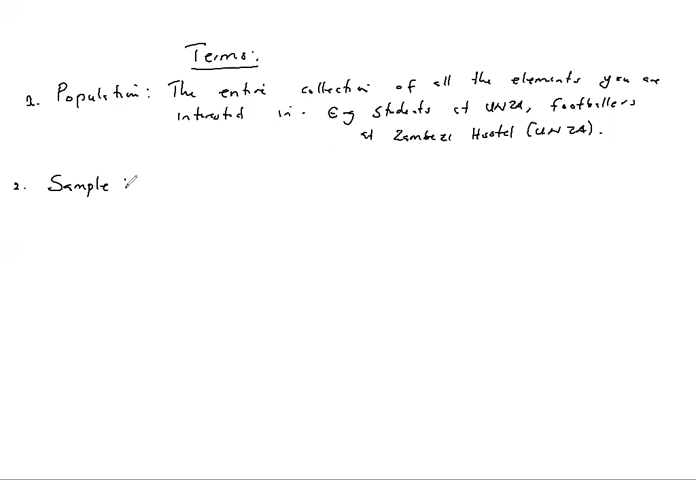 Terms:
1. Population: The entire collection of all the elements you are
interested in. Eg students at UNZA, footballers
at Zambezi Hostel (UNZA).
2. Sample :